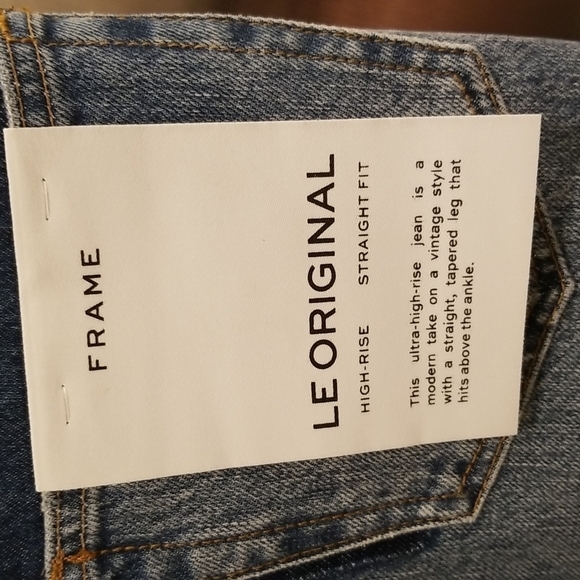 FRAME
LE ORIGINAL
HIGH-RISE STRAIGHT FIT
This ultra-high-rise jean is a
modern take on a vintage style
with a straight, tapered leg that
hits above the ankle.